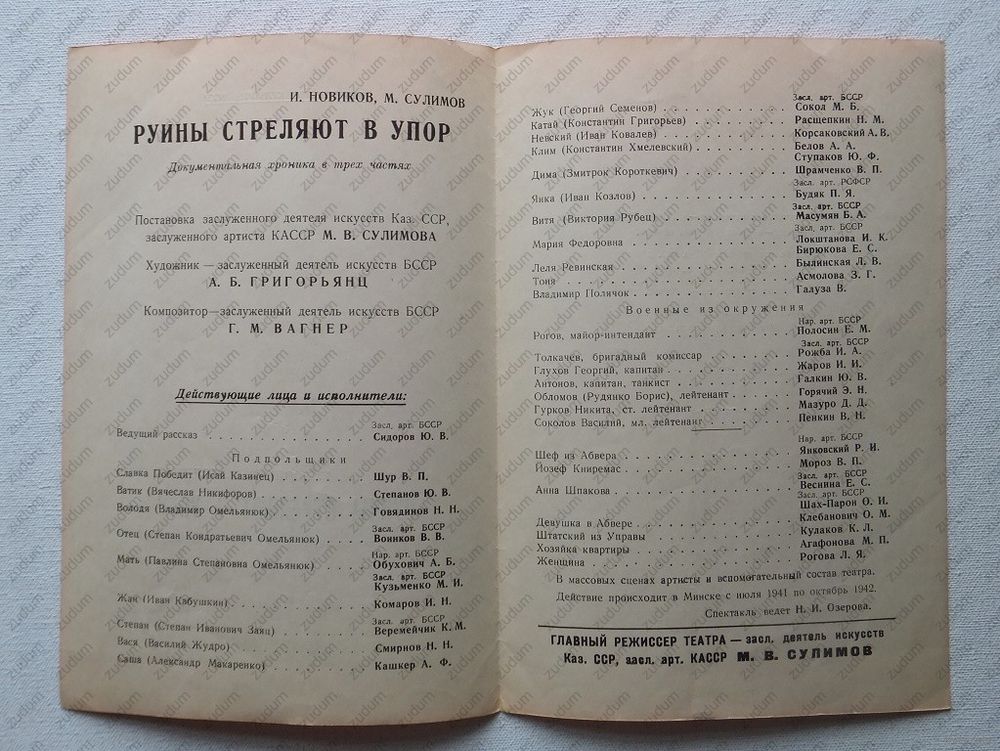 И. НОВИКОВ, М. СУЛИМОВ
РУИНЫ СТРЕЛЯЮТ В УПОР
Документальная хроника в трех частях
Постановка заслуженного деятеля искусств Каз. ССР,
заслуженного артиста КАССР М. В. СУЛИМОВА
Художник — заслуженный деятель искусств БССР
А. Б. ГРИГОРЬЯНЦ
Композитор—заслуженный деятель искусств БССР
Г. М. ВАГНЕР
Действующие лица и исполнители:
Засл. арт. БССР
Ведущий рассказ . . . . . . . . . . Сидоров Ю. В.
Подпольщики
Славка Победит (Исай Казинец) . . . . . Шур В. П.
Ватик (Вячеслав Никифоров) . . . . . . Степанов Ю. В.
Володя (Владимир Омельянюк) . . . . . Говядинов Н. Н.
Засл. арт. БССР
Отец (Степан Кондратьевич Омельянюк) . . . Воинков В. В.
Нар. арт. БССР
Мать (Павлина Степановна Омельянюк) . . . Обухович А. Б.
Засл. арт. БССР
Кузьменко М. И.
Жан (Иван Кабушкин) . . . . . . . . Комаров И. Н.
Засл. арт. БССР
Степан (Степан Иванович Заяц) . . . . . Веремейчик К. М.
Вася (Василий Жудро) . . . . . . . . Смирнов Н. Н.
Саша (Александр Макаренко) . . . . . . Кашкер А. Ф.
Засл. арт. БССР
Жук (Георгий Семенов) . . . . . . . . Сокол М. Б.
Катай (Константин Григорьев) . . . . . . Расщепкин Н. М.
Невский (Иван Ковалев) . . . . . . . . Корсаковский А. В.
Клим (Константин Хмелевский) . . . . . . Белов А. А.
Ступаков Ю. Ф.
Дима (Змитрок Короткевич) . . . . . . . Шрамченко В. П.
Засл. арт. РСФСР
Янка (Иван Козлов) . . . . . . . . . Будяк П. Я.
Засл. арт. БССР
Витя (Виктория Рубец) . . . . . . . . Масумян Б. А.
Засл. арт. БССР
Мария Федоровна . . . . . . . . . . Локштанова И. К.
Бирюкова Е. С.
Леля Ревинская . . . . . . . . . . Былинская Л. В.
Тоня . . . . . . . . . . . . . . Асмолова З. Г.
Владимир Поличок . . . . . . . . . . Галуза В.
Военные из окружения
Нар. арт. БССР
Рогов, майор-интендант . . . . . . . . Полосин Е. М.
Засл. арт. БССР
Толкачев, бригадный комиссар . . . . . . Рожба И. А.
Глухов Георгий, капитан . . . . . . . . Жаров И. И.
Антонов, капитан, танкист . . . . . . . Галкин Ю. В.
Обломов (Рудянко Борис), лейтенант . . . . Горячий Э. Н.
Гурков Никита, ст. лейтенант . . . . . . Мазуро Д. Д.
Соколов Василий, мл. лейтенант . . . . . Пенкин В. Н.
Нар. арт. БССР
Шеф из Абвера . . . . . . . . . . . Янковский Р. И.
Йозеф Книремас . . . . . . . . . . . Мороз В. П.
Засл. арт. БССР
Анна Шпакова . . . . . . . . . . . Веснина Е. С.
Засл. арт. БССР
Шах-Парон О. И.
Девушка в Абвере . . . . . . . . . . Клебанович О. М.
Штатский из Управы . . . . . . . . . Кулаков К. Л.
Хозяйка квартиры . . . . . . . . . . Агафонова М. П.
Женщина . . . . . . . . . . . . . Рогова Л. Я.
В массовых сценах артисты и вспомогательный состав театра.
Действие происходит в Минске с июля 1941 по октябрь 1942.
Спектакль ведет Н. И. Озерова.
ГЛАВНЫЙ РЕЖИССЕР ТЕАТРА — засл. деятель искусств
Каз. ССР, засл. арт. КАССР М. В. СУЛИМОВ
zudum